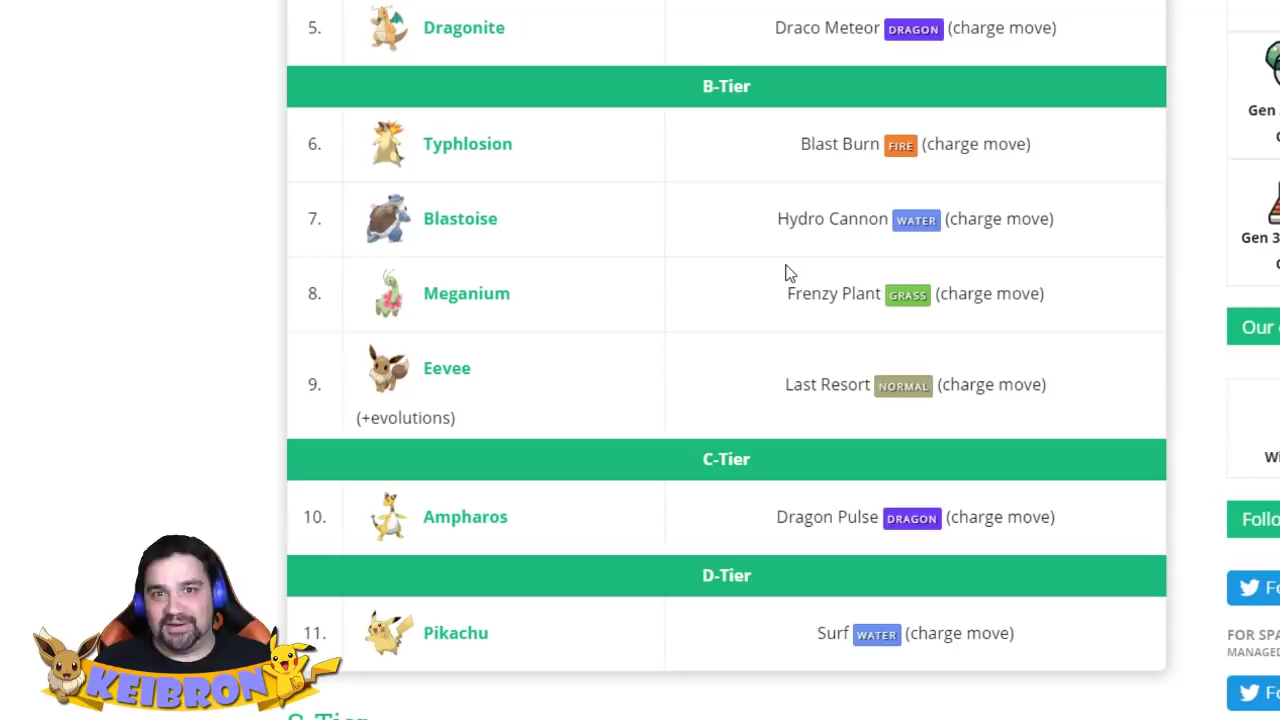 5. Dragonite Draco Meteor DRAGON (charge move)
B-Tier
6. Typhlosion Blast Burn FIRE (charge move)
7. Blastoise Hydro Cannon WATER (charge move)
8. Meganium Frenzy Plant GRASS (charge move)
9. Eevee Last Resort NORMAL (charge move)
(+evolutions)
C-Tier
10. Ampharos Dragon Pulse DRAGON (charge move)
D-Tier
11. Pikachu Surf WATER (charge move)
Gen
Gen 3
Our
Follo
FOR SPA
MANAGED
KEIBRON